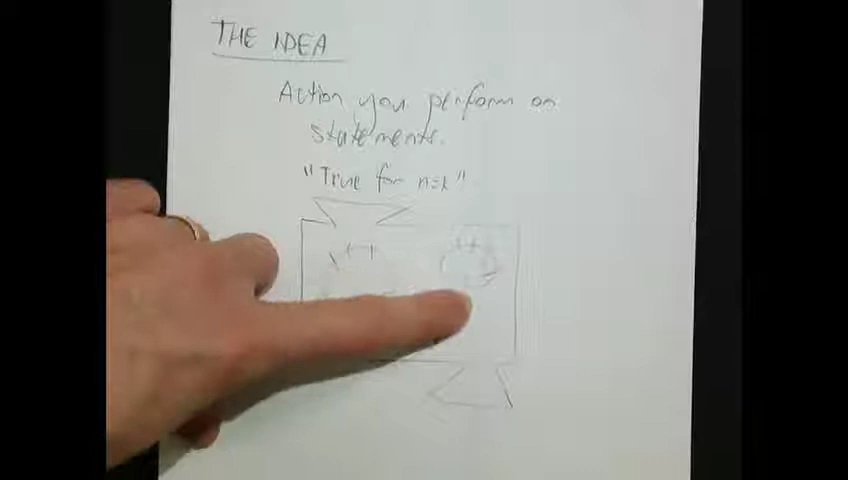 THE IDEA
Action you perform on
statements.
"True for n=k"